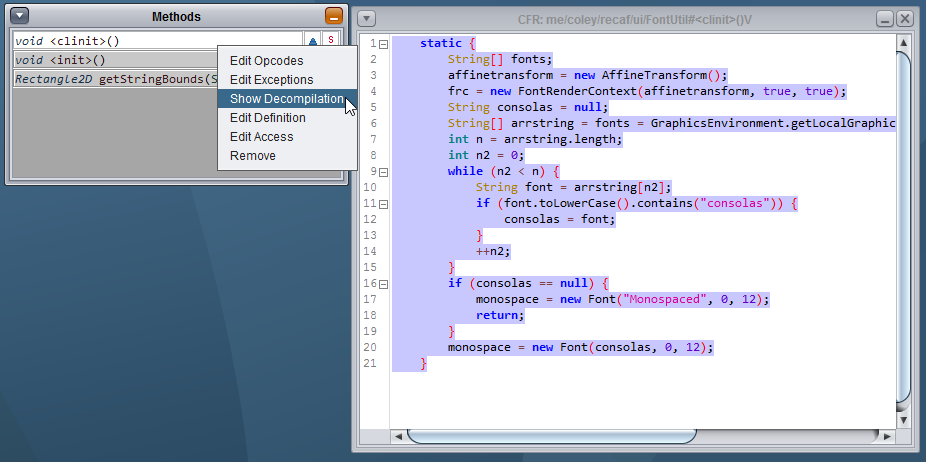 Methods
void <clinit>()
S
void <init>()
Rectangle2D getStringBounds(S
Edit Opcodes
Edit Exceptions
Show Decompilation
Edit Definition
Edit Access
Remove
CFR: me/coley/recaf/ui/FontUtil#<clinit>()V
1 static {
2 String[] fonts;
3 affinetransform = new AffineTransform();
4 frc = new FontRenderContext(affinetransform, true, true);
5 String consolas = null;
6 String[] arrstring = fonts = GraphicsEnvironment.getLocalGraphic
7 int n = arrstring.length;
8 int n2 = 0;
9 while (n2 < n) {
10 String font = arrstring[n2];
11 if (font.toLowerCase().contains("consolas")) {
12 consolas = font;
13 }
14 ++n2;
15 }
16 if (consolas == null) {
17 monospace = new Font("Monospaced", 0, 12);
18 return;
19 }
20 monospace = new Font(consolas, 0, 12);
21 }